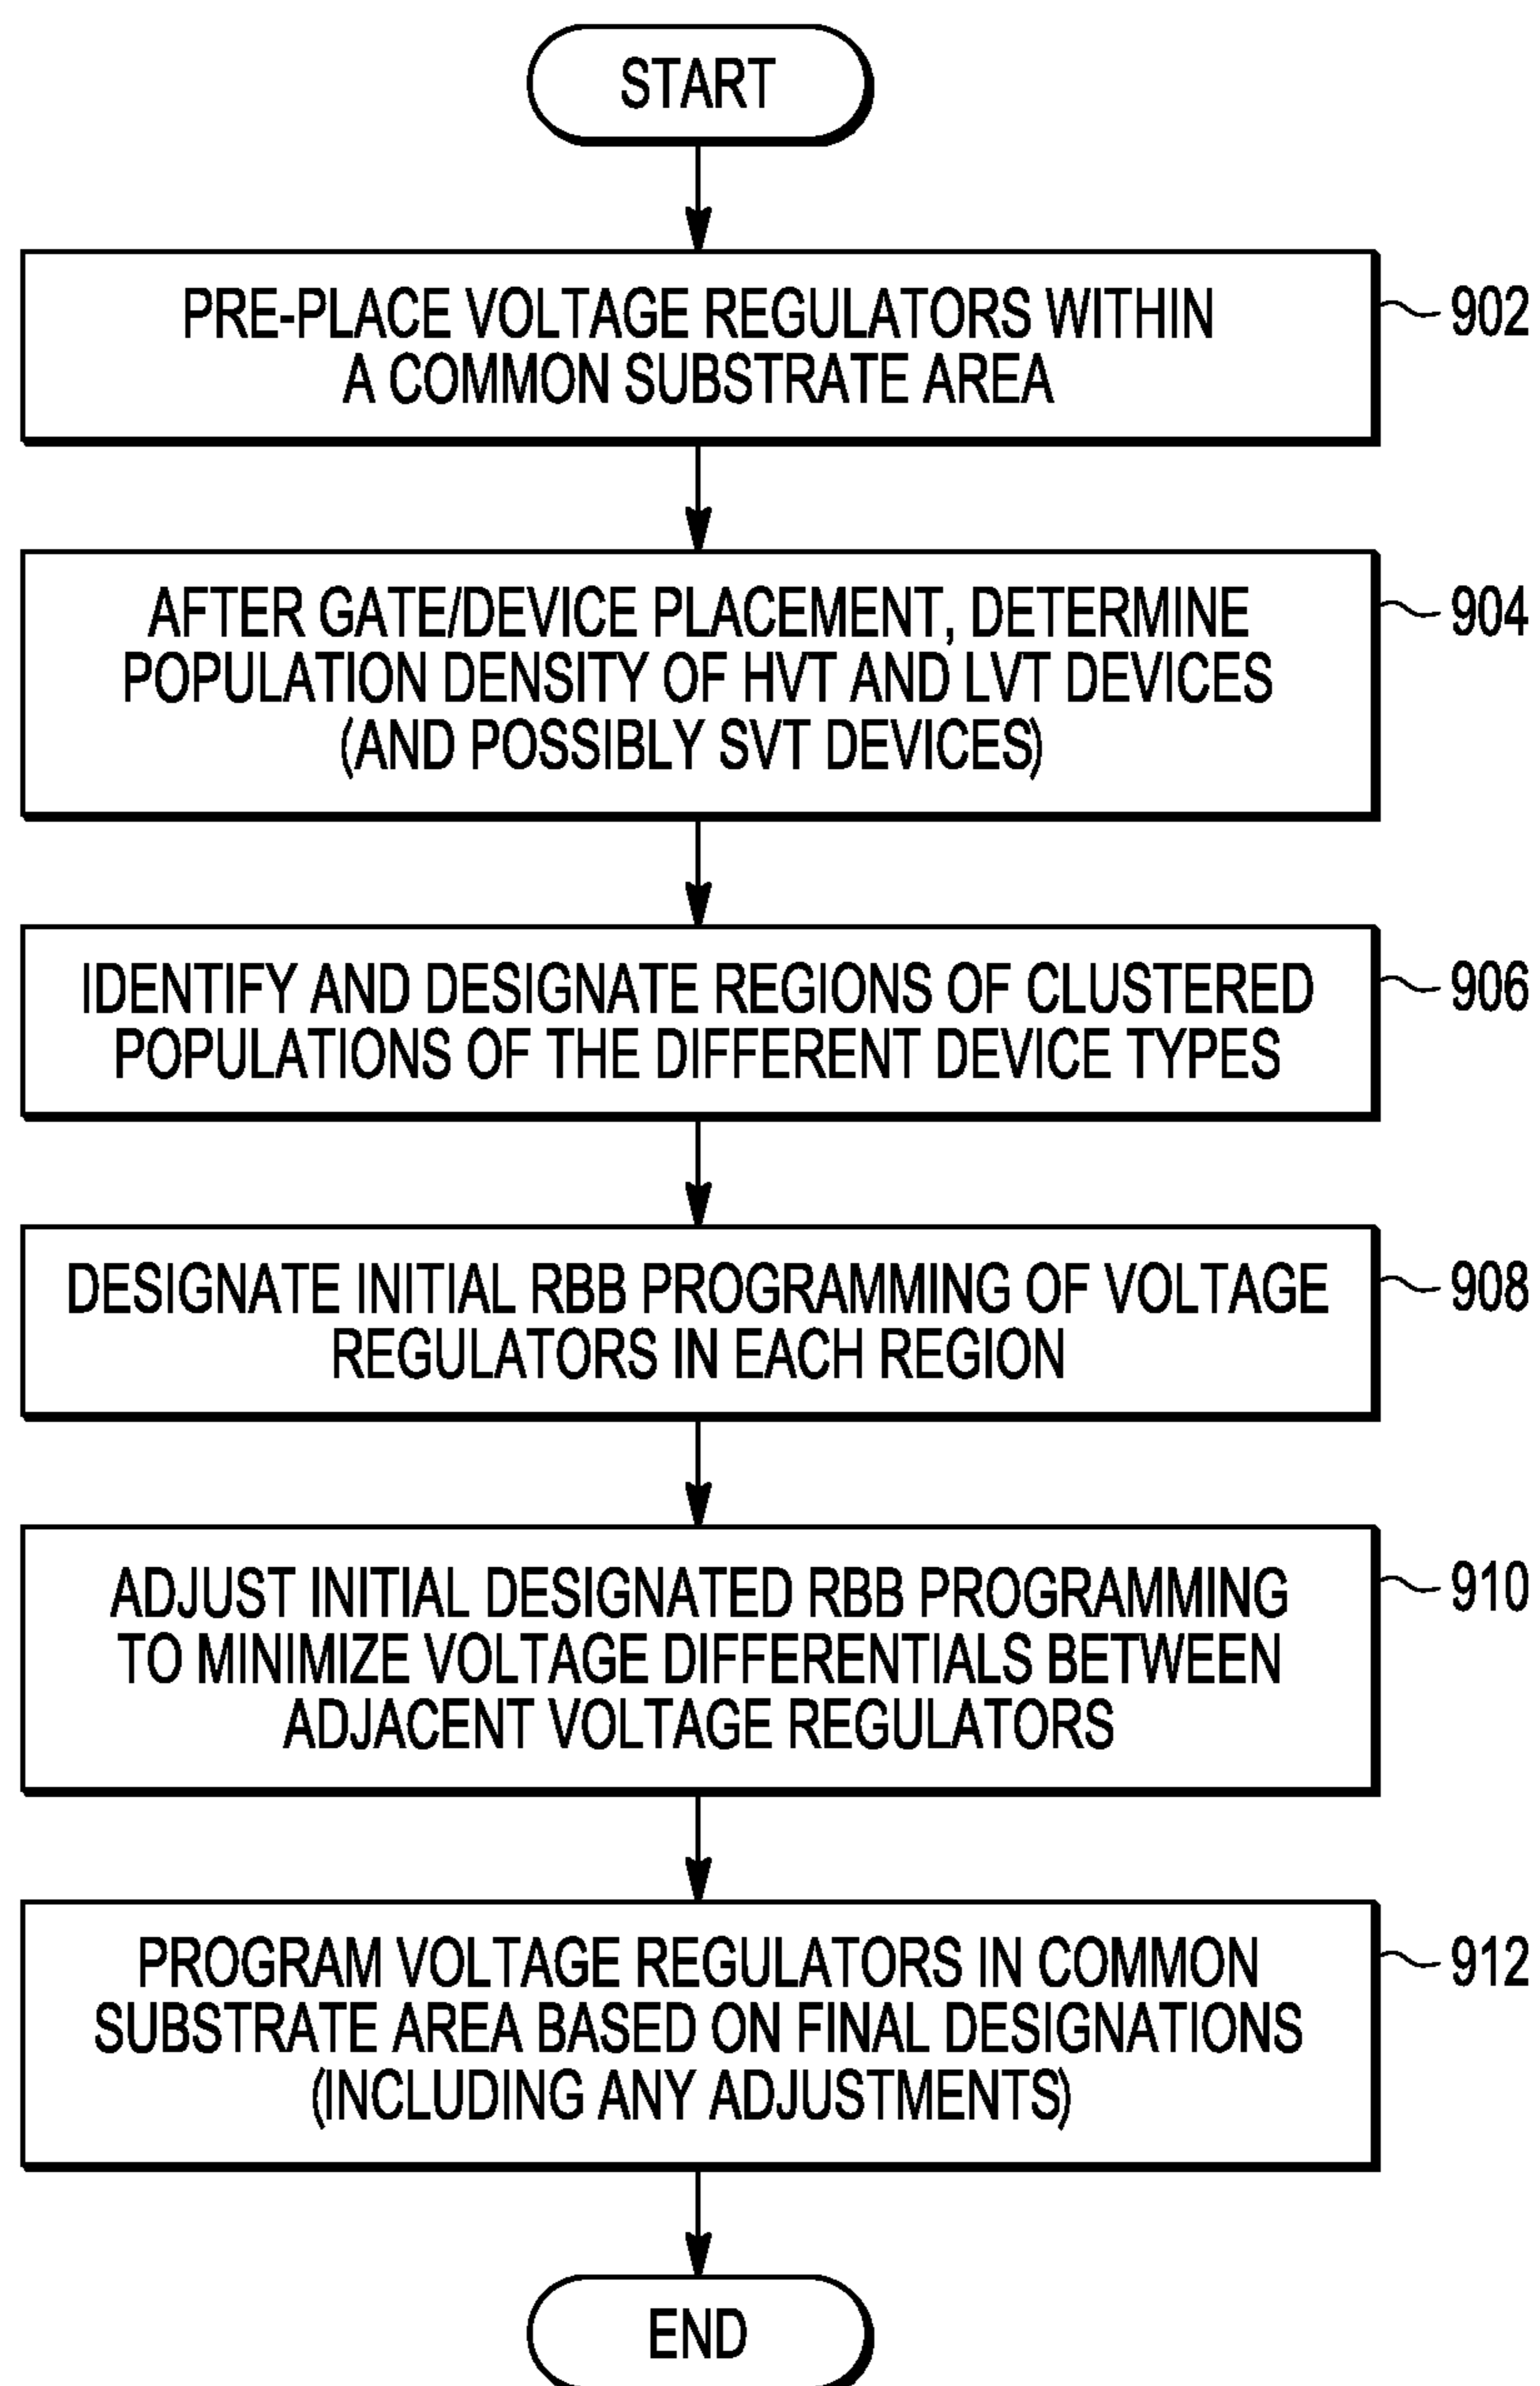 START
PRE-PLACE VOLTAGE REGULATORS WITHIN
A COMMON SUBSTRATE AREA
902
AFTER GATE/DEVICE PLACEMENT, DETERMINE
POPULATION DENSITY OF HVT AND LVT DEVICES
(AND POSSIBLY SVT DEVICES)
904
IDENTIFY AND DESIGNATE REGIONS OF CLUSTERED
POPULATIONS OF THE DIFFERENT DEVICE TYPES
906
DESIGNATE INITIAL RBB PROGRAMMING OF VOLTAGE
REGULATORS IN EACH REGION
908
ADJUST INITIAL DESIGNATED RBB PROGRAMMING
TO MINIMIZE VOLTAGE DIFFERENTIALS BETWEEN
ADJACENT VOLTAGE REGULATORS
910
PROGRAM VOLTAGE REGULATORS IN COMMON
SUBSTRATE AREA BASED ON FINAL DESIGNATIONS
(INCLUDING ANY ADJUSTMENTS)
912
END